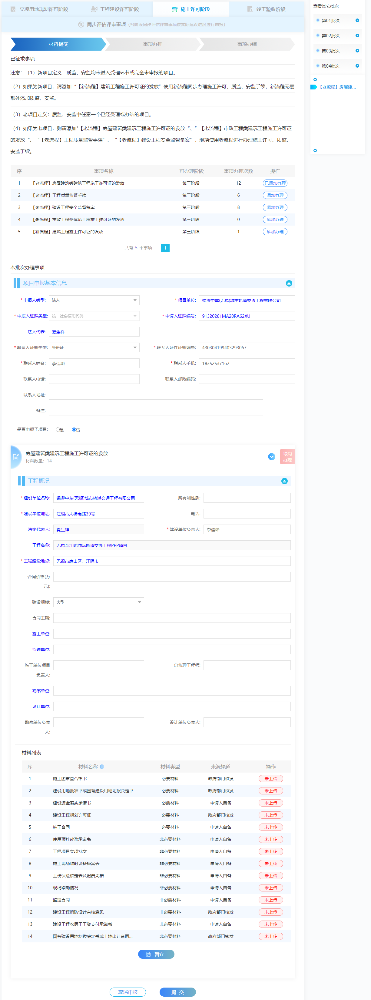 立项用地规划许可阶段 工程建设许可阶段 施工许可阶段 竣工验收阶段
同步评估评审事项（各阶段同步评估评审事项按实际建设进度进行申报）
材料提交 事项办理 事项办结
已征求事项
注意：（1）新项目定义：质监、安监均未进入受理环节或完全未申报的项目。
（2）如果为新项目，请添加“【新流程】建筑工程施工许可证的发放”使用新流程同步办理施工许可、质监、安监手续，新流程无需
额外添加质监、安监。
（3）老项目定义：质监、安监中任意一个已经受理或办结的项目。
（4）如果为老项目，则请添加"【老流程】房屋建筑类建筑工程施工许可证的发放“、”【老流程】市政工程类建筑工程施工许可证
的发放“、“【老流程】工程质量监督手续”、“【老流程】建设工程安全监督备案”，继续使用老流程进行办理施工许可、质监、
安监手续。
序 事项名称 可办理阶段 事项办理次数 操作
1 【老流程】房屋建筑类建筑工程施工许可证的发放 第三阶段 12 已添加办理
2 【老流程】工程质量监督手续 第三阶段 6 添加办理
3 【老流程】建设工程安全监督备案 第三阶段 8 添加办理
4 【老流程】市政工程类建筑工程施工许可证的发放 第三阶段 0 添加办理
5 【新流程】建筑工程施工许可证的发放 第三阶段 1 添加办理
共有 5 个事项 1
本批次办理事项
项目申报基本信息
* 申报人类型: 法人 * 项目单位: 锡澄中车(无锡)城市轨道交通工程有限公司
* 申报人证照类型: 统一社会信用代码 * 申请人证照编号: 91320281MA20RA62XU
法人代表: 夏生祥
* 联系人证照类型: 身份证 * 联系人证件证照编号: 430304199403293067
* 联系人姓名: 李佳璐 * 联系人手机: 18352537162
联系人电话: 联系人邮政编码:
联系人地址:
备注:
是否申报子项目: 是 否
房屋建筑类建筑工程施工许可证的发放
材料数量：14
取消
办理
工程概况
* 建设单位名称: 锡澄中车(无锡)城市轨道交通工程有限公司 所有制性质:
* 建设单位地址: 江阴市大桥南路39号 电话:
法定代表人: 夏生祥 * 建设单位负责人: 李佳璐
工程名称: 无锡至江阴城际轨道交通工程PPP项目
* 工程建设地点: 无锡市惠山区、江阴市
合同价格(万
元):
建设规模: 大型
合同工期:
施工单位:
监理单位:
施工单位项目 总监理工程师:
负责人:
勘察单位:
设计单位:
勘察单位负责 设计单位负责人:
人:
材料列表
序 材料名称 材料类型 来源渠道 操作
1 施工图审查合格书 必要材料 政府部门核发 未上传
2 建设用地批准书或国有建设用地划拨决定书 必要材料 政府部门核发 未上传
3 建设资金落实承诺书 必要材料 申请人自备 未上传
4 建设工程规划许可证 必要材料 政府部门核发 未上传
5 施工合同 必要材料 申请人自备 未上传
6 使用预拌砂浆承诺书 非必要材料 申请人自备 未上传
7 工程项目立项批文 非必要材料 申请人自备 未上传
8 施工现场临时设备备案表 非必要材料 申请人自备 未上传
9 工伤保险核定表及缴费凭据 非必要材料 申请人自备 未上传
10 现场踏勘情况 非必要材料 申请人自备 未上传
11 监理合同 非必要材料 申请人自备 未上传
12 建设工程消防设计审核意见 非必要材料 政府部门核发 未上传
13 建设工程农民工工资支付承诺书 非必要材料 申请人自备 未上传
14 国有建设用地划拨决定书或土地出让合同... 非必要材料 政府部门核发 未上传
暂存
取消申报 提 交
查看其它批次
第01批次
第02批次
第03批次
第04批次
【老流程】房屋建...